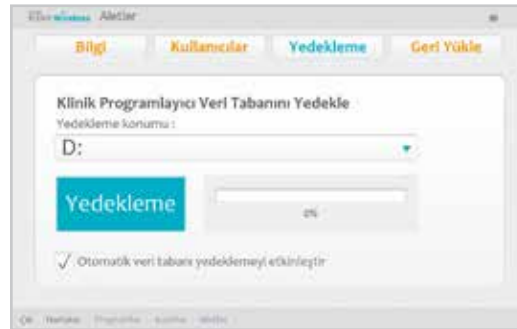 Aletler
Bilgi Kullanıcılar Yedekleme Geri Yükle
Klinik Programlayıcı Veri Tabanını Yedekle
Yedekleme konumu :
D:
Yedekleme
0%
Otomatik veri tabanı yedeklemeyi etkinleştir